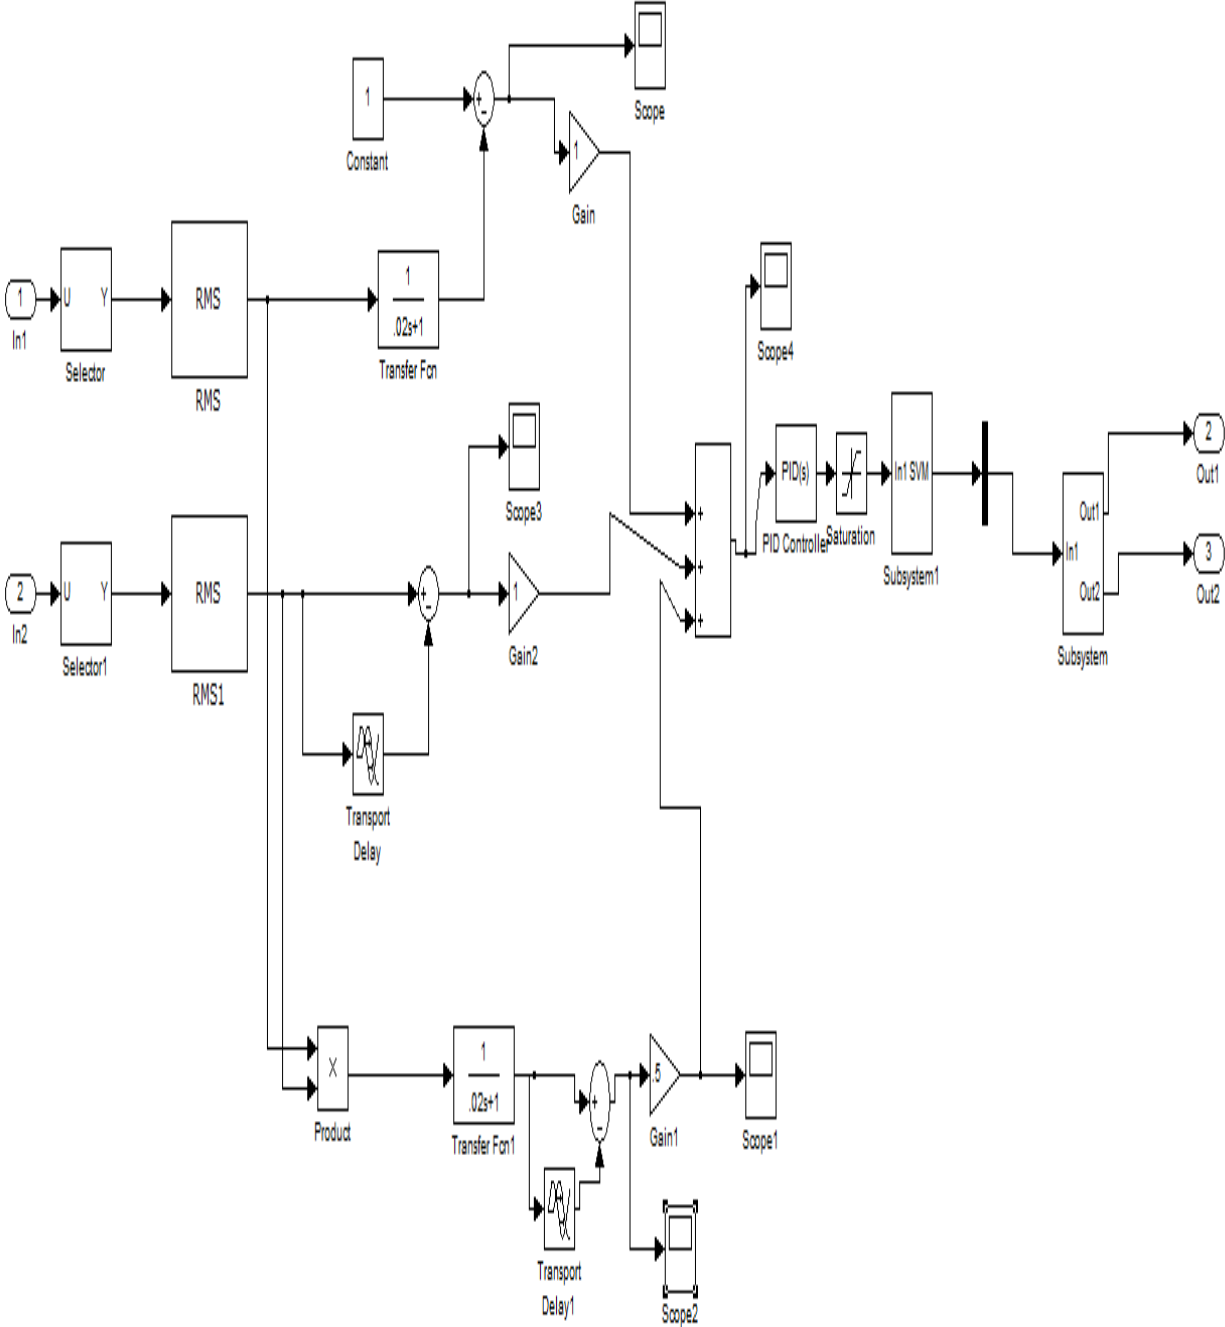 Scope
1
+
-
Constant
1
Gain
1
In1
U Y
Selector
RMS
RMS
1
.02s+1
Transfer Fcn
Scope4
Scope3
2
In2
U Y
Selector1
RMS
RMS1
+
-
1
Gain2
Transport
Delay
+
+
+
PID(s)
PID Controller
Saturation
In1 SVM
Subsystem1
In1
Out1
Out2
Subsystem
2
Out1
3
Out2
X
Product
1
.02s+1
Transfer Fcn1
+
-
.5
Gain1
Scope1
Transport
Delay1
Scope2